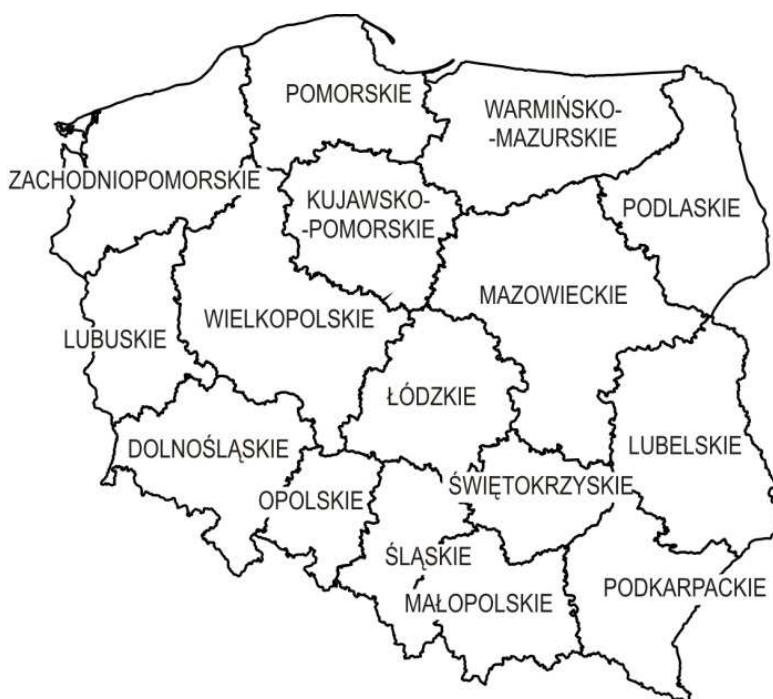 POMORSKIE
WARMIŃSKO-
-MAZURSKIE
ZACHODNIOPOMORSKIE
KUJAWSKO-
-POMORSKIE
PODLASKIE
MAZOWIECKIE
WIELKOPOLSKIE
LUBUSKIE
ŁÓDZKIE
DOLNOŚLĄSKIE
LUBELSKIE
OPOLSKIE
ŚWIĘTOKRZYSKIE
ŚLĄSKIE
PODKARPACKIE
MAŁOPOLSKIE